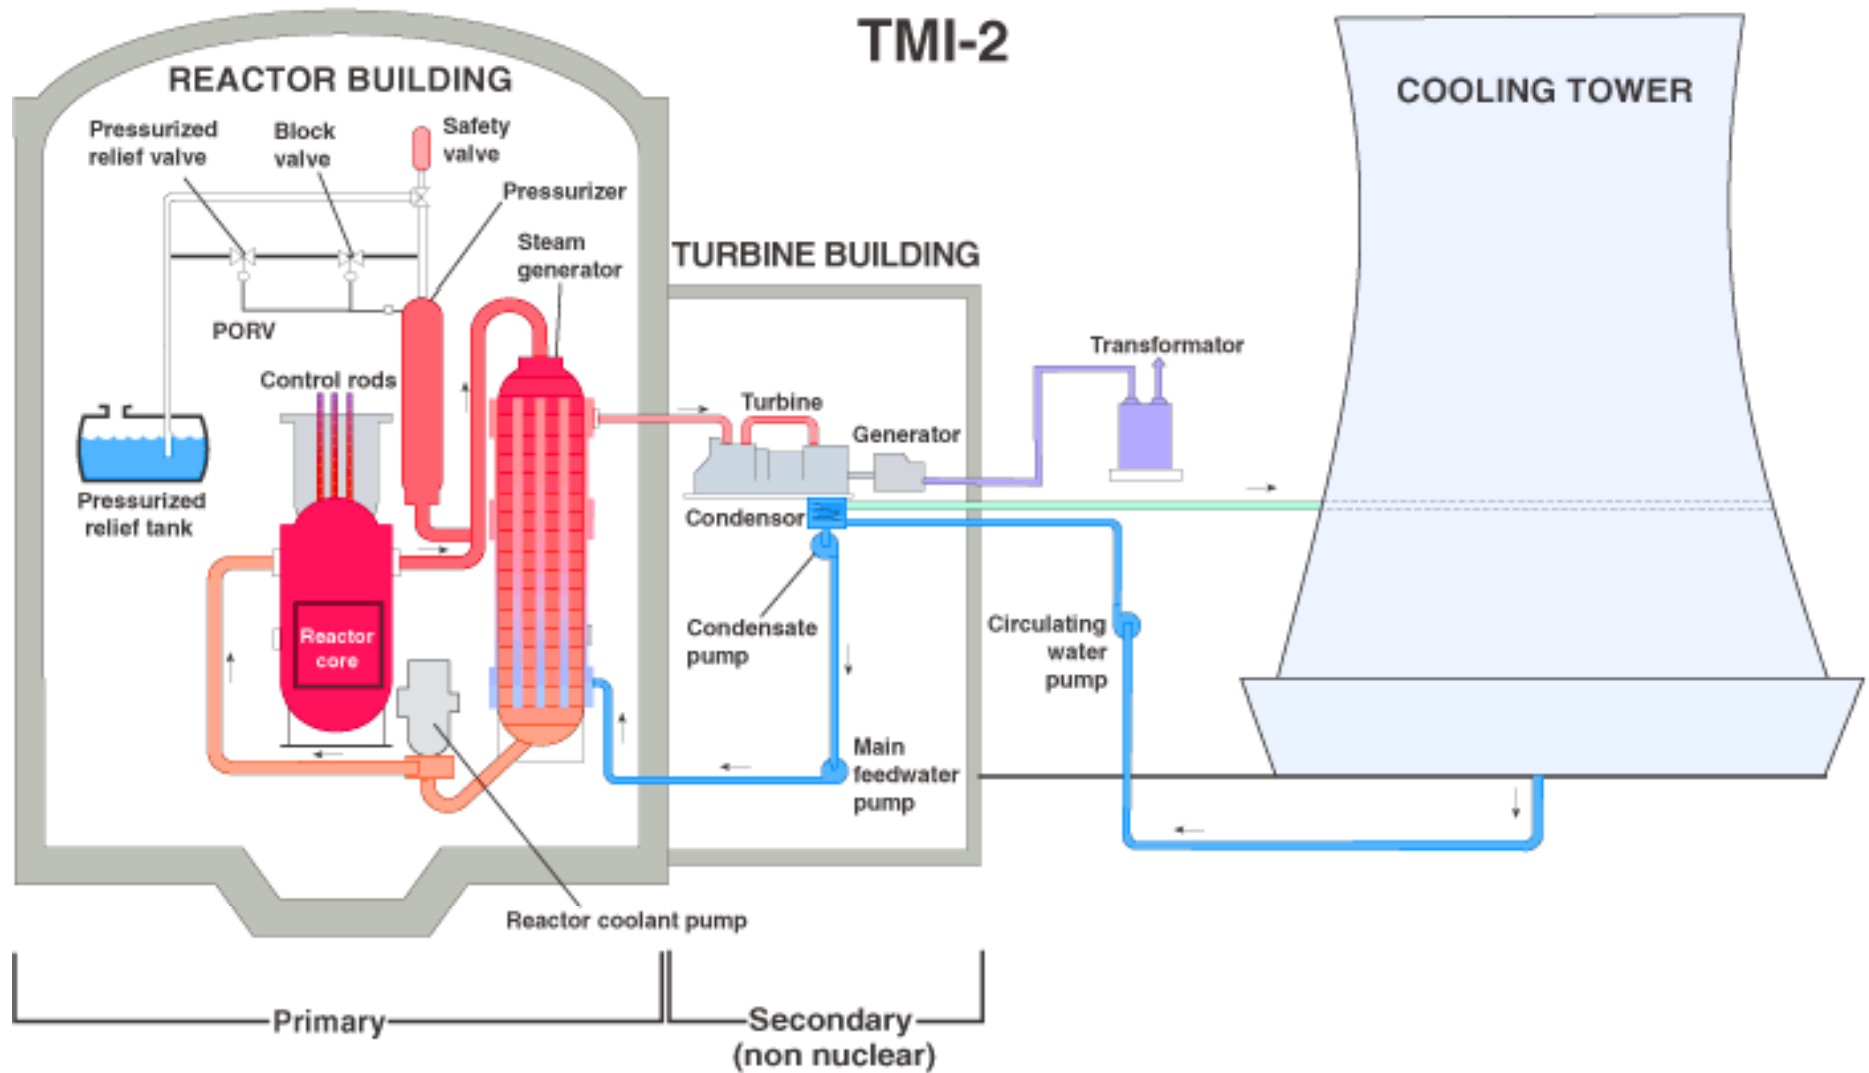 TMI-2
REACTOR BUILDING
COOLING TOWER
Pressurized
relief valve
Block
valve
Safety
valve
Pressurizer
Steam
generator
TURBINE BUILDING
PORV
Control rods
Transformator
Turbine
Generator
Pressurized
relief tank
Condensor
Reactor
core
Condensate
pump
Circulating
water
pump
Main
feedwater
pump
Reactor coolant pump
Primary
Secondary
(non nuclear)